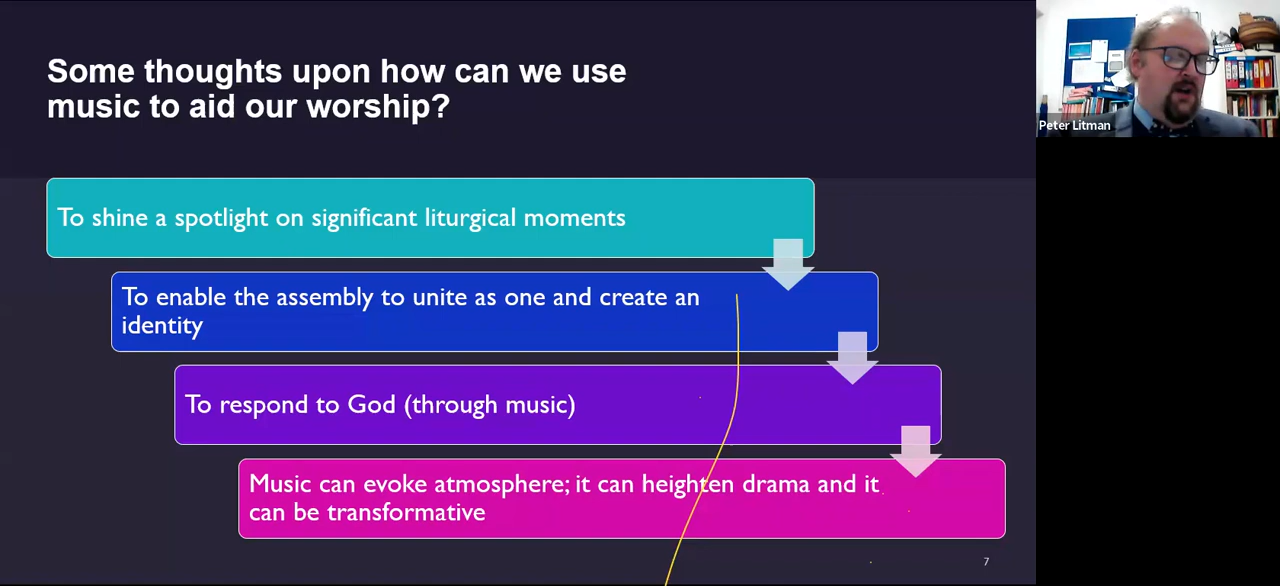 Some thoughts upon how can we use
music to aid our worship?
To shine a spotlight on significant liturgical moments
To enable the assembly to unite as one and create an
identity
To respond to God (through music)
Music can evoke atmosphere; it can heighten drama and it
can be transformative
7
Peter Litman